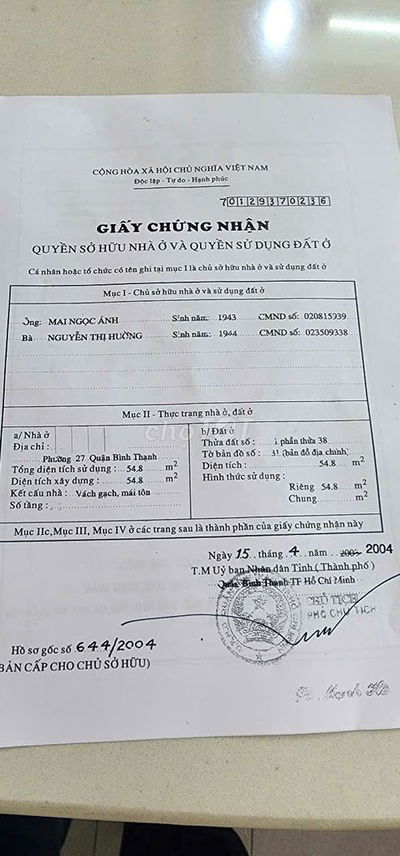 CỘNG HÒA XÃ HỘI CHỦ NGHĨA VIỆT NAM
Độc lập - Tự do - Hạnh phúc
701293702 36
GIẤY CHỨNG NHẬN
QUYỀN SỞ HỮU NHÀ Ở VÀ QUYỀN SỬ DỤNG ĐẤT Ở
Cá nhân hoặc tổ chức có tên ghi tại mục I là chủ sở hữu nhà ở và sử dụng đất ở
Mục I - Chủ sở hữu nhà ở và sử dụng đất ở
Ông: MAI NGỌC ÁNH Sinh năm: 1943 CMND số: 020815939
Bà NGUYỄN THỊ HƯỜNG Sinh năm: 1944 CMND số: 023509338
Mục II - Thực trạng nhà ở, đất ở
a/ Nhà ở
Địa chỉ :
Phường 27 Quận Bình Thạnh
Tổng diện tích sử dụng : 54.8 m2
Diện tích xây dựng : 54.8 m2
Kết cấu nhà : Vách gạch, mái tôn
Số tầng :
b/ Đất ở
Thửa đất số : 1 phần thửa 38
Tờ bản đồ số : 31 (bản đồ địa chính)
Diện tích : 54.8 m2
Hình thức sử dụng :
Riêng 54.8 m2
Chung m2
Mục IIc, Mục III, Mục IV ở các trang sau là thành phần của giấy chứng nhận này
Ngày 15 tháng 4 năm 2003 2004
T.M Uỷ ban Nhân dân Tỉnh (Thành phố)
Quận Bình Thạnh TF Hồ Chí Minh
CHỦ TỊCH
PHÓ CHỦ TỊCH
Hồ sơ gốc số 644/2004
BẢN CẤP CHO CHỦ SỞ HỮU)